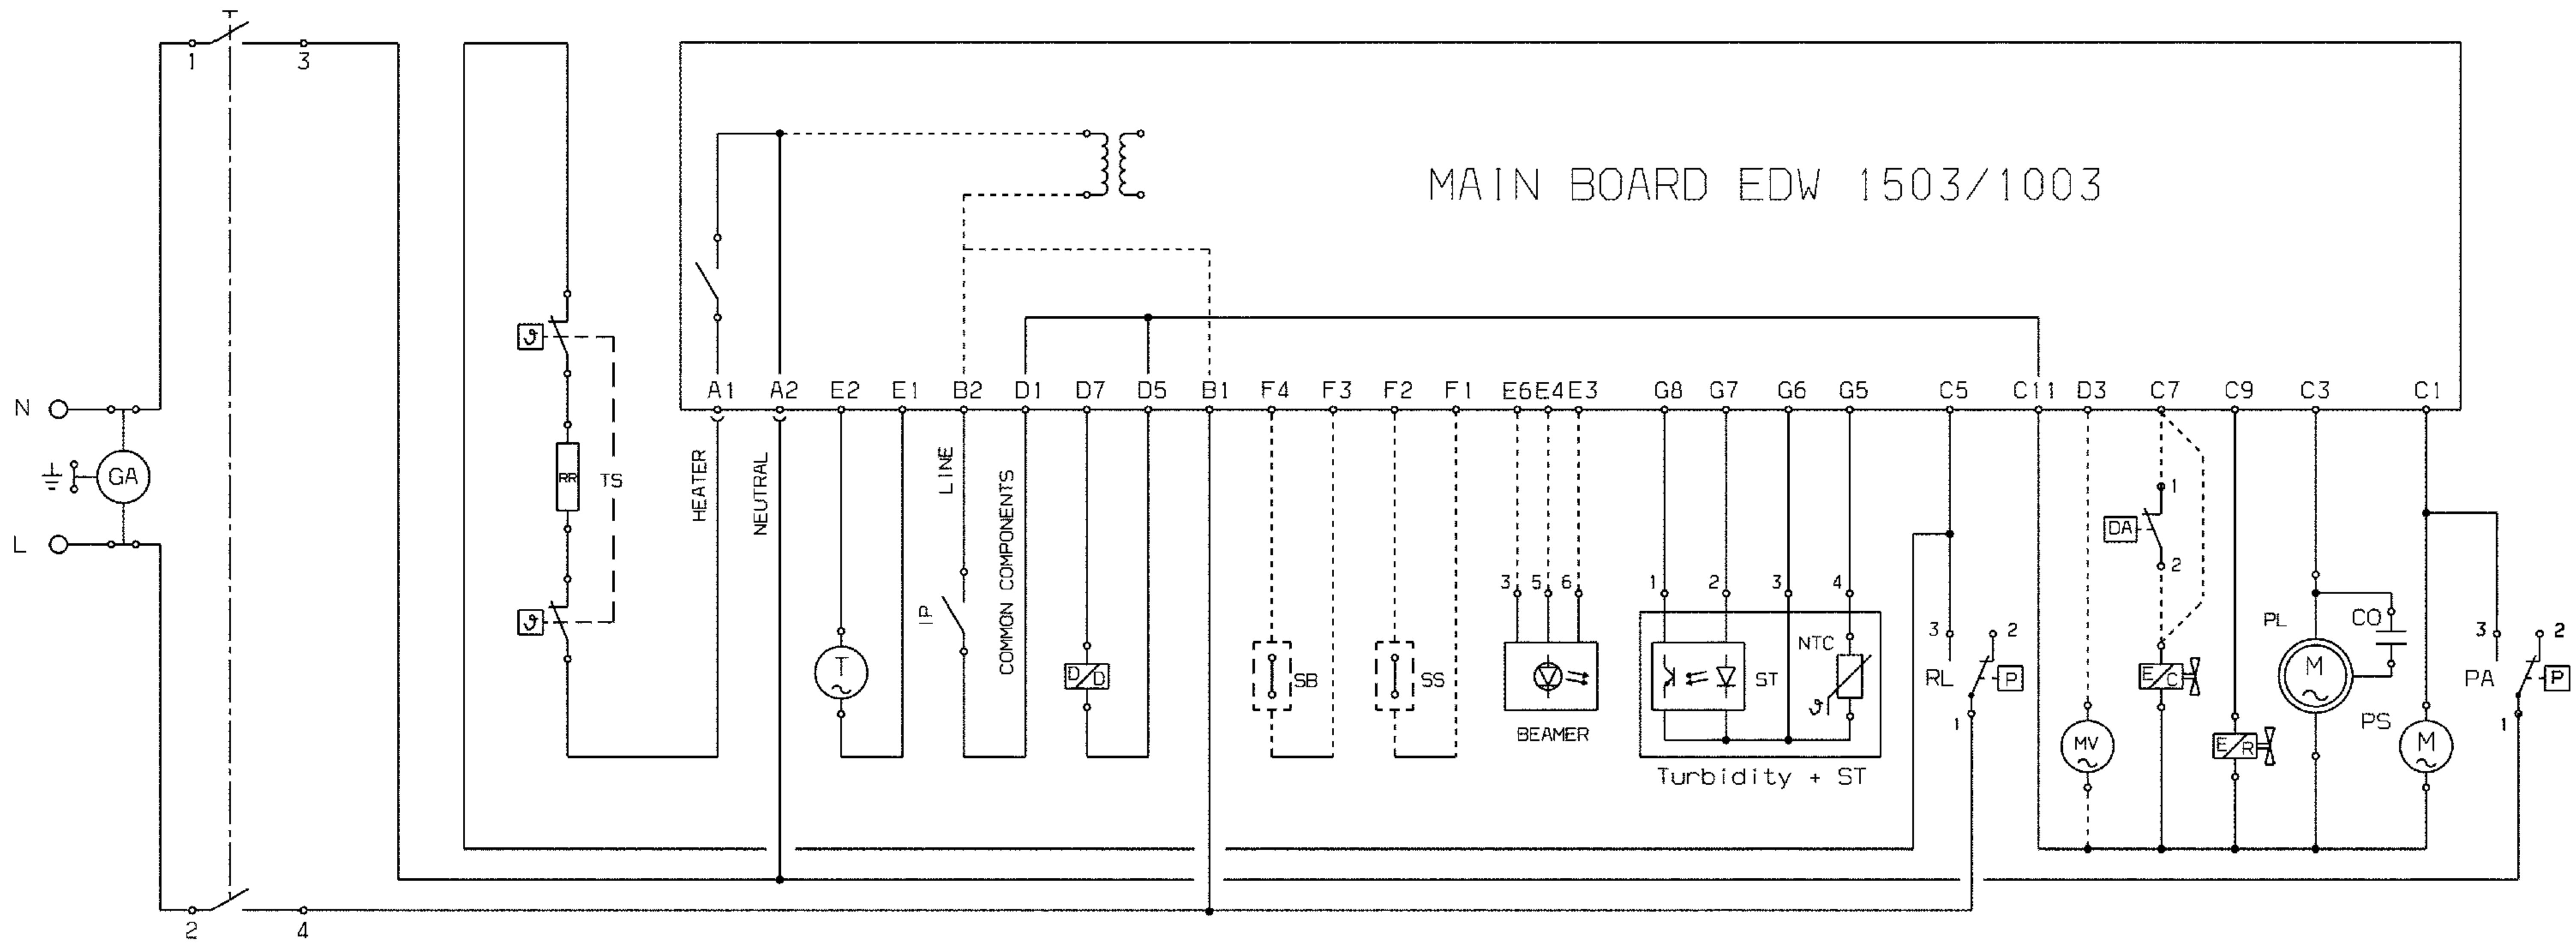 1 3
MAIN BOARD EDW 1503/1003
ϑ
N A1 A2 E2 E1 B2 D1 D7 D5 B1 F4 F3 F2 F1 E6 E4 E3 G8 G7 G6 G5 C5 C11 D3 C7 C9 C3 C1
GA
RR TS
HEATER
NEUTRAL
LINE
COMMON COMPONENTS
1
DA
2
L
3 5 6
1 2 3 4
IP
ϑ
T
D D
SB
SS
BEAMER
ST
NTC
ϑ
Turbidity + ST
3 2
RL P
1
MV
E C
E R
PL
CO
M
PS
M
3 2
PA P
1
2 4